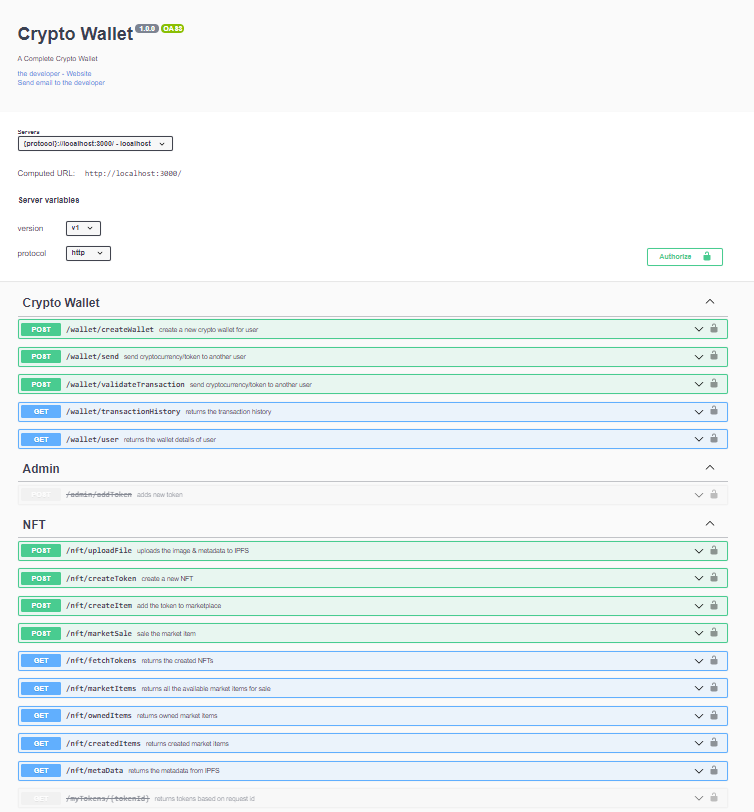 Crypto Wallet 1.0.0 OAS3
A Complete Crypto Wallet
the developer - Website
Send email to the developer
Servers
{protocol}://localhost:3000/ - localhost
Computed URL: http://localhost:3000/
Server variables
version v1
protocol http
Authorize
Crypto Wallet
POST /wallet/createWallet create a new crypto wallet for user
POST /wallet/send send cryptocurrency/token to another user
POST /wallet/validateTransaction send cryptocurrency/token to another user
GET /wallet/transactionHistory returns the transaction history
GET /wallet/user returns the wallet details of user
Admin
POST /admin/addToken adds new token
NFT
POST /nft/uploadFile uploads the image & metadata to IPFS
POST /nft/createToken create a new NFT
POST /nft/createItem add the token to marketplace
POST /nft/marketSale sale the market item
GET /nft/fetchTokens returns the created NFTs
GET /nft/marketItems returns all the available market items for sale
GET /nft/ownedItems returns owned market items
GET /nft/createdItems returns created market items
GET /nft/metaData returns the metadata from IPFS
GET /myTokens/{tokenId} returns tokens based on request id